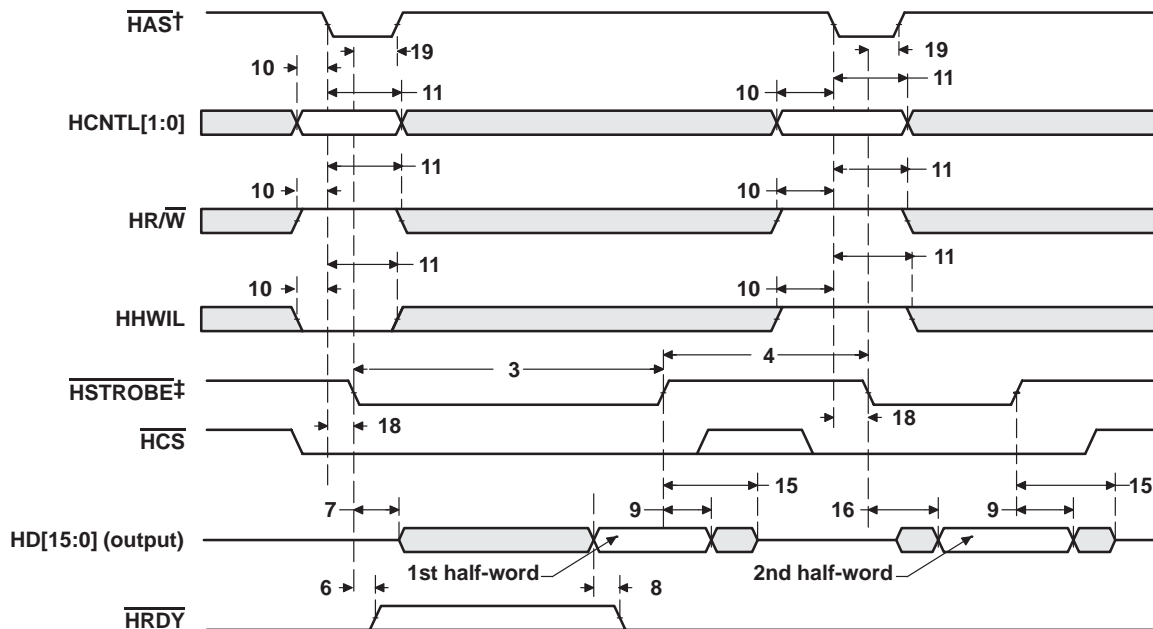 HAS†
19
19
10
11
10
11
HCNTL[1:0]
11
11
10
10
HR/W
11
11
10
10
HHWIL
3
4
HSTROBE‡
18
18
HCS
15
15
7
9
16
9
HD[15:0] (output)
1st half-word
2nd half-word
6
8
HRDY